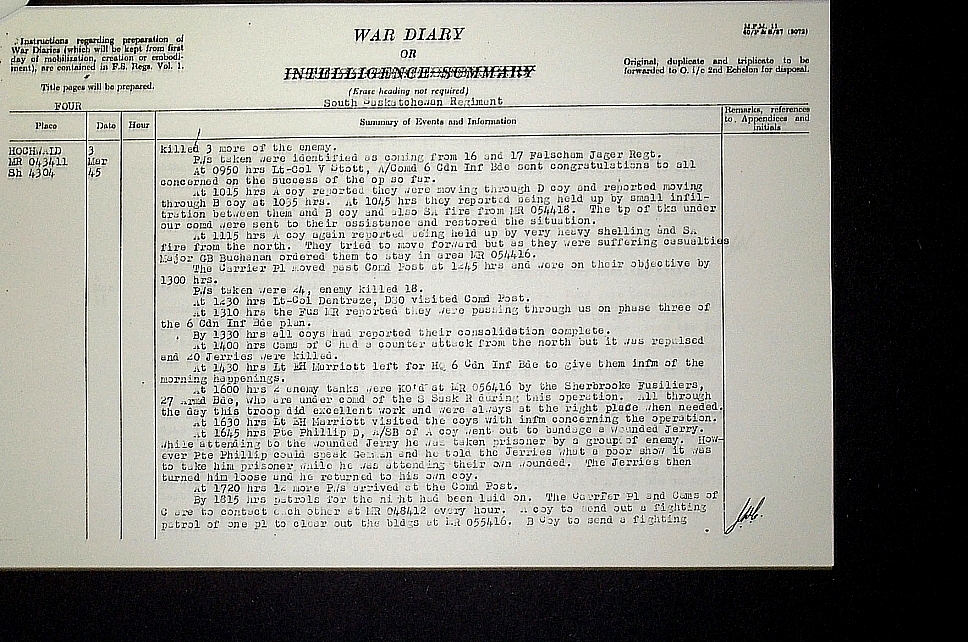 Instructions regarding preparation of
War Diaries (which will be kept from first
day of mobilization, creation or embodi-
ment), are contained in F.S. Regs. Vol. 1.
Title pages will be prepared.
WAR DIARY
OR
INTELLIGENCE SUMMARY
(Erase heading not required)
South Saskatchewan Regiment
M.F.M. 11
Original, duplicate and triplicate to be
forwarded to O. i/c 2nd Echelon for disposal.
FOUR
Place Date Hour Summary of Events and Information Remarks, references to Appendices and initials
HOCHWALD 3
MR 043411 Mar
Sh 4304 45
killed 3 more of the enemy.
PWs taken were identified as coming from 16 and 17 Falscham Jager Regt.
At 0950 hrs Lt-Col V Stott, A/Comd 6 Cdn Inf Bde sent congratulations to all
concerned on the success of the op so far.
At 1015 hrs A coy reported they were moving through D coy and reported moving
through B coy at 1035 hrs. At 1045 hrs they reported being held up by small infil-
tration between them and B coy and also SA fire from MR 054418. The tp of tks under
our comd were sent to their assistance and restored the situation.
At 1115 hrs A coy again reported being held up by very heavy shelling and SA
fire from the north. They tried to move forward but as they were suffering casualties
Major GB Buchanan ordered them to stay in area MR 054416.
The Carrier Pl moved past Comd Post at 1245 hrs and were on their objective by
1300 hrs.
PWs taken were 24, enemy killed 18.
At 1230 hrs Lt-Col Dentraze, DSO visited Comd Post.
At 1310 hrs the Fus MR reported they were passing through us on phase three of
the 6 Cdn Inf Bde plan.
By 1330 hrs all coys had reported their consolidation complete.
At 1400 hrs Cams of C had a counter attack from the north but it was repulsed
and 20 Jerries were killed.
At 1430 hrs Lt EH Marriott left for HQ 6 Cdn Inf Bde to give them infm of the
morning happenings.
At 1600 hrs 2 enemy tanks were KO'd at MR 056416 by the Sherbrooke Fusiliers,
27 Armd Bde, who are under comd of the S Sask R during this operation. All through
the day this troop did excellent work and were always at the right place when needed.
At 1630 hrs Lt EH Marriott visited the coys with infm concerning the operation.
At 1645 hrs Pte Phillip D, A/SB of A coy went out to bandage a wounded Jerry.
While attending to the wounded Jerry he was taken prisoner by a group of enemy. How-
ever Pte Phillip could speak German and he told the Jerries what a poor show it was
to take him prisoner while he was attending their own wounded. The Jerries then
turned him loose and he returned to his own coy.
At 1720 hrs 12 more PWs arrived at the Comd Post.
By 1815 hrs patrols for the night had been laid on. The Carrier Pl and Cams of
C are to contact each other at MR 048412 every hour. A coy to send out a fighting
patrol of one pl to clear out the bldgs at MR 055416. B Coy to send a fighting